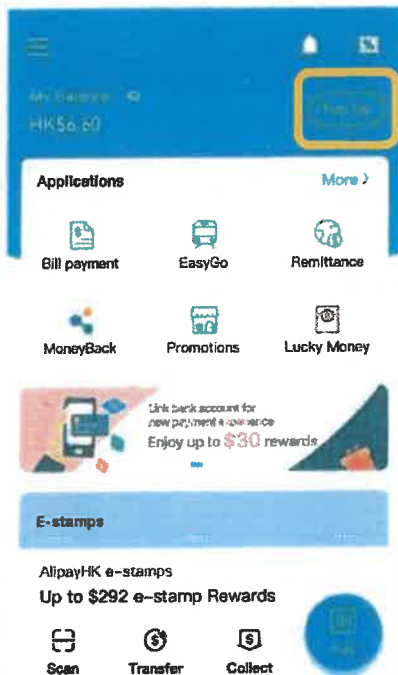 My Balance
HK$6.60
Top Up
Applications
More
Bill payment
EasyGo
Remittance
MoneyBack
Promotions
Lucky Money
Link bank account for
new payment experience
Enjoy up to $30 rewards
E-stamps
AlipayHK e-stamps
Up to $292 e-stamp Rewards
Scan
Transfer
Collect
Pay